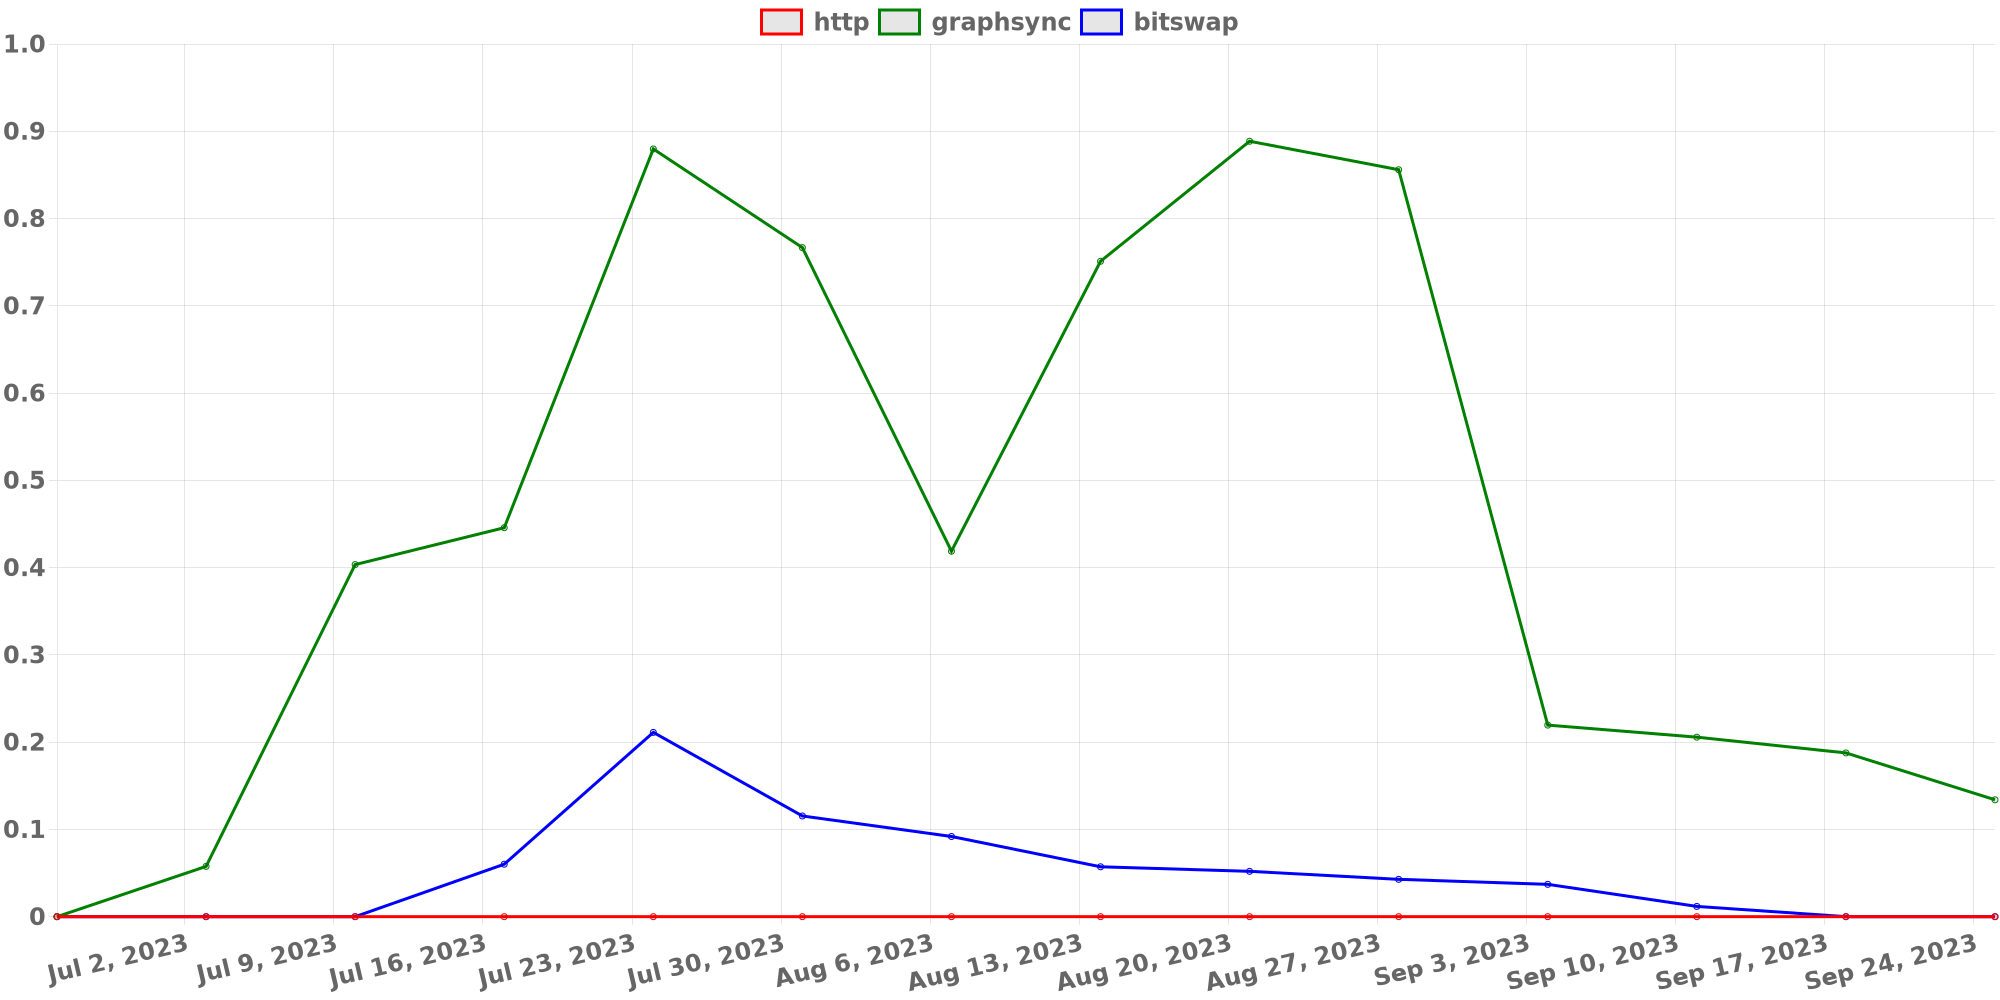 http graphsync bitswap
1.0
0.9
0.8
0.7
0.6
0.5
0.4
0.3
0.2
0.1
0
Jul 2, 2023
Jul 9, 2023
Jul 16, 2023
Jul 23, 2023
Jul 30, 2023
Aug 6, 2023
Aug 13, 2023
Aug 20, 2023
Aug 27, 2023
Sep 3, 2023
Sep 10, 2023
Sep 17, 2023
Sep 24, 2023